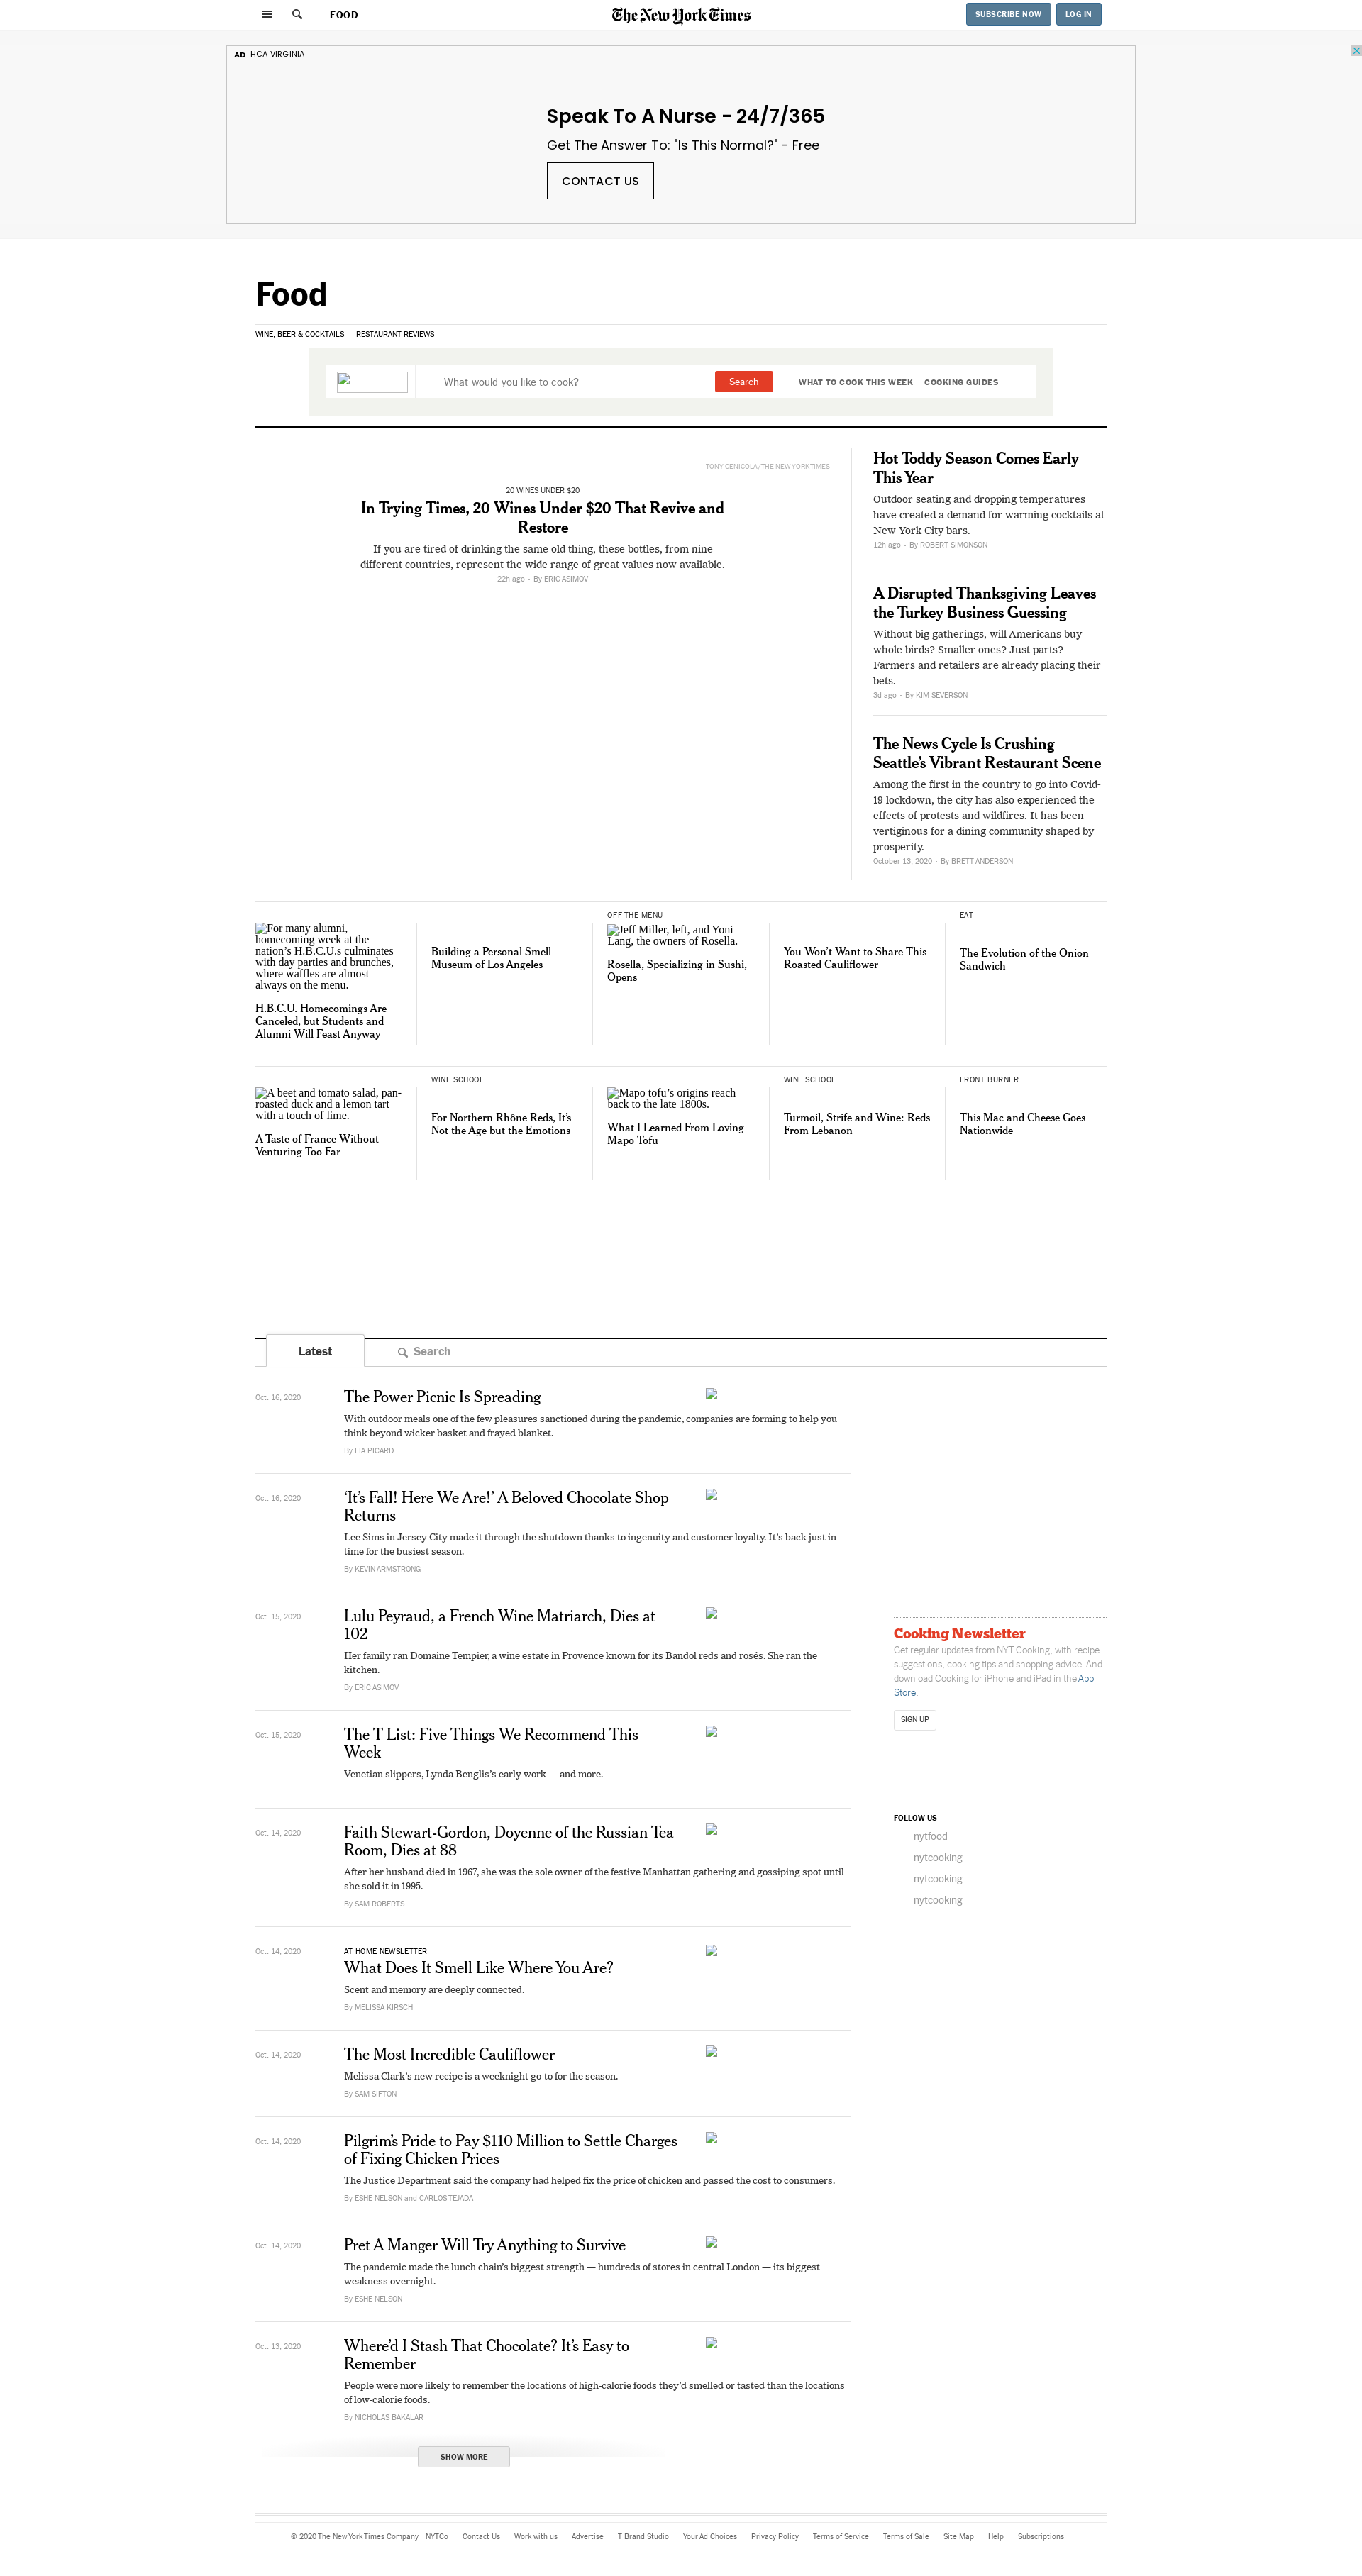 FOOD
The New York Times
SUBSCRIBE NOW
LOG IN
AD HCA VIRGINIA
Speak To A Nurse - 24/7/365
Get The Answer To: "Is This Normal?" - Free
CONTACT US
Food
WINE, BEER & COCKTAILS | RESTAURANT REVIEWS
What would you like to cook?
Search
WHAT TO COOK THIS WEEK
COOKING GUIDES
TONY CENICOLA/THE NEW YORK TIMES
20 WINES UNDER $20
In Trying Times, 20 Wines Under $20 That Revive and
Restore
If you are tired of drinking the same old thing, these bottles, from nine
different countries, represent the wide range of great values now available.
22h ago • By ERIC ASIMOV
Hot Toddy Season Comes Early
This Year
Outdoor seating and dropping temperatures
have created a demand for warming cocktails at
New York City bars.
12h ago • By ROBERT SIMONSON
A Disrupted Thanksgiving Leaves
the Turkey Business Guessing
Without big gatherings, will Americans buy
whole birds? Smaller ones? Just parts?
Farmers and retailers are already placing their
bets.
3d ago • By KIM SEVERSON
The News Cycle Is Crushing
Seattle’s Vibrant Restaurant Scene
Among the first in the country to go into Covid-
19 lockdown, the city has also experienced the
effects of protests and wildfires. It has been
vertiginous for a dining community shaped by
prosperity.
October 13, 2020 • By BRETT ANDERSON
For many alumni,
homecoming week at the
nation’s H.B.C.U.s culminates
with day parties and brunches,
where waffles are almost
always on the menu.
H.B.C.U. Homecomings Are
Canceled, but Students and
Alumni Will Feast Anyway
Building a Personal Smell
Museum of Los Angeles
OFF THE MENU
Jeff Miller, left, and Yoni
Lang, the owners of Rosella.
Rosella, Specializing in Sushi,
Opens
You Won’t Want to Share This
Roasted Cauliflower
EAT
The Evolution of the Onion
Sandwich
A beet and tomato salad, pan-
roasted duck and a lemon tart
with a touch of lime.
A Taste of France Without
Venturing Too Far
WINE SCHOOL
For Northern Rhône Reds, It’s
Not the Age but the Emotions
Mapo tofu’s origins reach
back to the late 1800s.
What I Learned From Loving
Mapo Tofu
WINE SCHOOL
Turmoil, Strife and Wine: Reds
From Lebanon
FRONT BURNER
This Mac and Cheese Goes
Nationwide
Latest
Search
Oct. 16, 2020
The Power Picnic Is Spreading
With outdoor meals one of the few pleasures sanctioned during the pandemic, companies are forming to help you
think beyond wicker basket and frayed blanket.
By LIA PICARD
Oct. 16, 2020
‘It’s Fall! Here We Are!’ A Beloved Chocolate Shop
Returns
Lee Sims in Jersey City made it through the shutdown thanks to ingenuity and customer loyalty. It’s back just in
time for the busiest season.
By KEVIN ARMSTRONG
Oct. 15, 2020
Lulu Peyraud, a French Wine Matriarch, Dies at
102
Her family ran Domaine Tempier, a wine estate in Provence known for its Bandol reds and rosés. She ran the
kitchen.
By ERIC ASIMOV
Oct. 15, 2020
The T List: Five Things We Recommend This
Week
Venetian slippers, Lynda Benglis’s early work — and more.
Oct. 14, 2020
Faith Stewart-Gordon, Doyenne of the Russian Tea
Room, Dies at 88
After her husband died in 1967, she was the sole owner of the festive Manhattan gathering and gossiping spot until
she sold it in 1995.
By SAM ROBERTS
Oct. 14, 2020
AT HOME NEWSLETTER
What Does It Smell Like Where You Are?
Scent and memory are deeply connected.
By MELISSA KIRSCH
Oct. 14, 2020
The Most Incredible Cauliflower
Melissa Clark’s new recipe is a weeknight go-to for the season.
By SAM SIFTON
Oct. 14, 2020
Pilgrim’s Pride to Pay $110 Million to Settle Charges
of Fixing Chicken Prices
The Justice Department said the company had helped fix the price of chicken and passed the cost to consumers.
By ESHE NELSON and CARLOS TEJADA
Oct. 14, 2020
Pret A Manger Will Try Anything to Survive
The pandemic made the lunch chain’s biggest strength — hundreds of stores in central London — its biggest
weakness overnight.
By ESHE NELSON
Oct. 13, 2020
Where’d I Stash That Chocolate? It’s Easy to
Remember
People were more likely to remember the locations of high-calorie foods they’d smelled or tasted than the locations
of low-calorie foods.
By NICHOLAS BAKALAR
SHOW MORE
Cooking Newsletter
Get regular updates from NYT Cooking, with recipe
suggestions, cooking tips and shopping advice. And
download Cooking for iPhone and iPad in the App
Store.
SIGN UP
FOLLOW US
nytfood
nytcooking
nytcooking
nytcooking
© 2020 The New York Times Company NYTCo Contact Us Work with us Advertise T Brand Studio Your Ad Choices Privacy Policy Terms of Service Terms of Sale Site Map Help Subscriptions